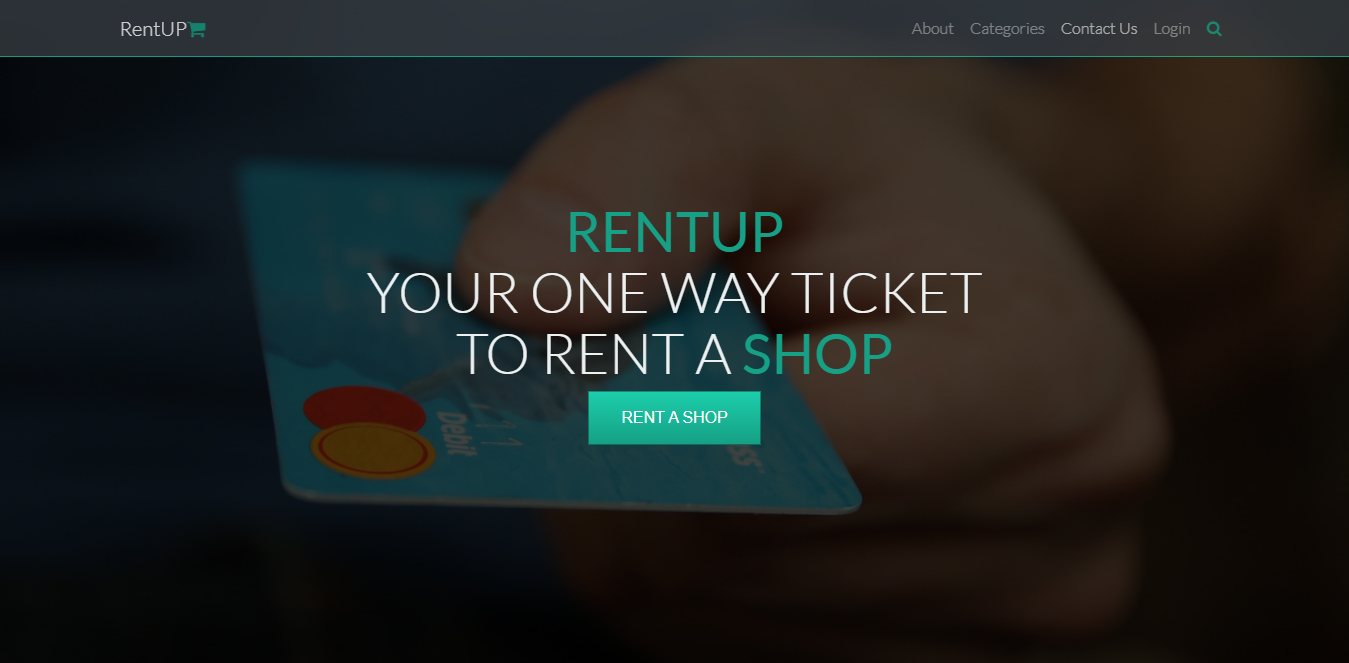 RentUP
About Categories Contact Us Login
RENTUP
YOUR ONE WAY TICKET
TO RENT A SHOP
RENT A SHOP
Debit